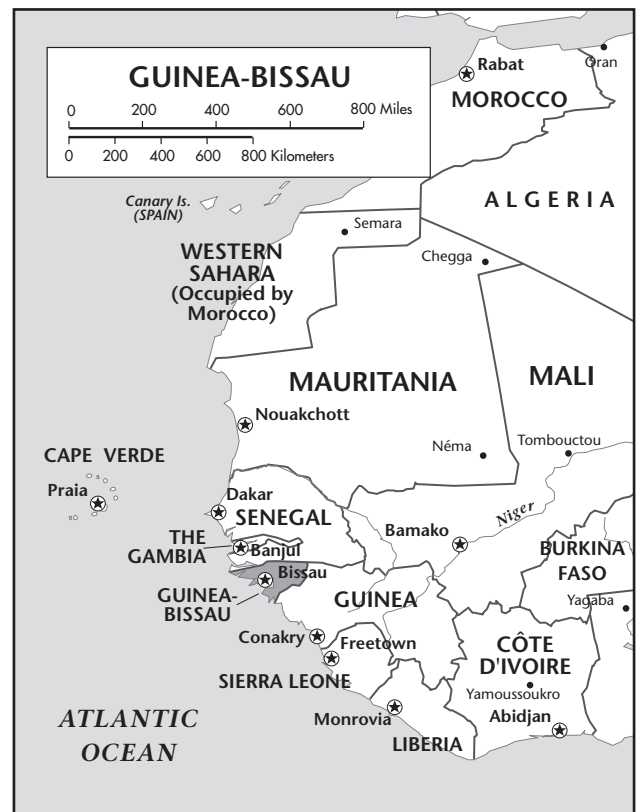 GUINEA-BISSAU
0 200 400 600 800 Miles
0 200 400 600 800 Kilometers
Rabat
Oran
MOROCCO
ALGERIA
Canary Is.
(SPAIN)
Semara
Chegga
WESTERN
SAHARA
(Occupied by
Morocco)
MAURITANIA
MALI
Nouakchott
Néma
Tombouctou
CAPE VERDE
Praia
Dakar
SENEGAL
Bamako
Niger
THE
GAMBIA
Banjul
BURKINA
FASO
Bissau
GUINEA-
BISSAU
GUINEA
Yagaba
Conakry
Freetown
CÔTE
D'IVOIRE
SIERRA LEONE
Yamoussoukro
Monrovia
Abidjan
LIBERIA
ATLANTIC
OCEAN